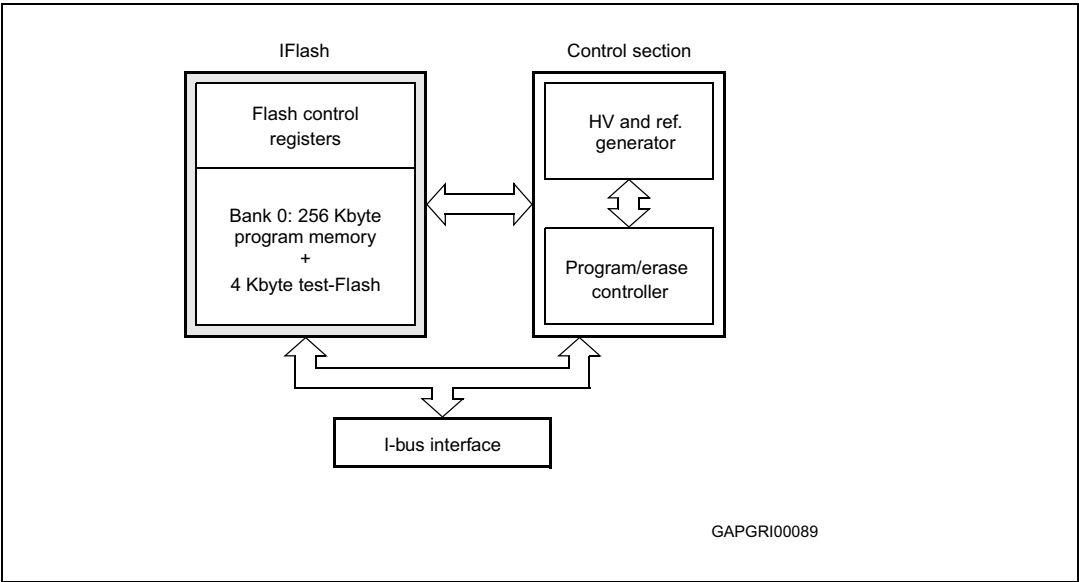 IFlash
Control section
Flash control
registers
HV and ref.
generator
Bank 0: 256 Kbyte
program memory
+
4 Kbyte test-Flash
Program/erase
controller
I-bus interface
GAPGRI00089